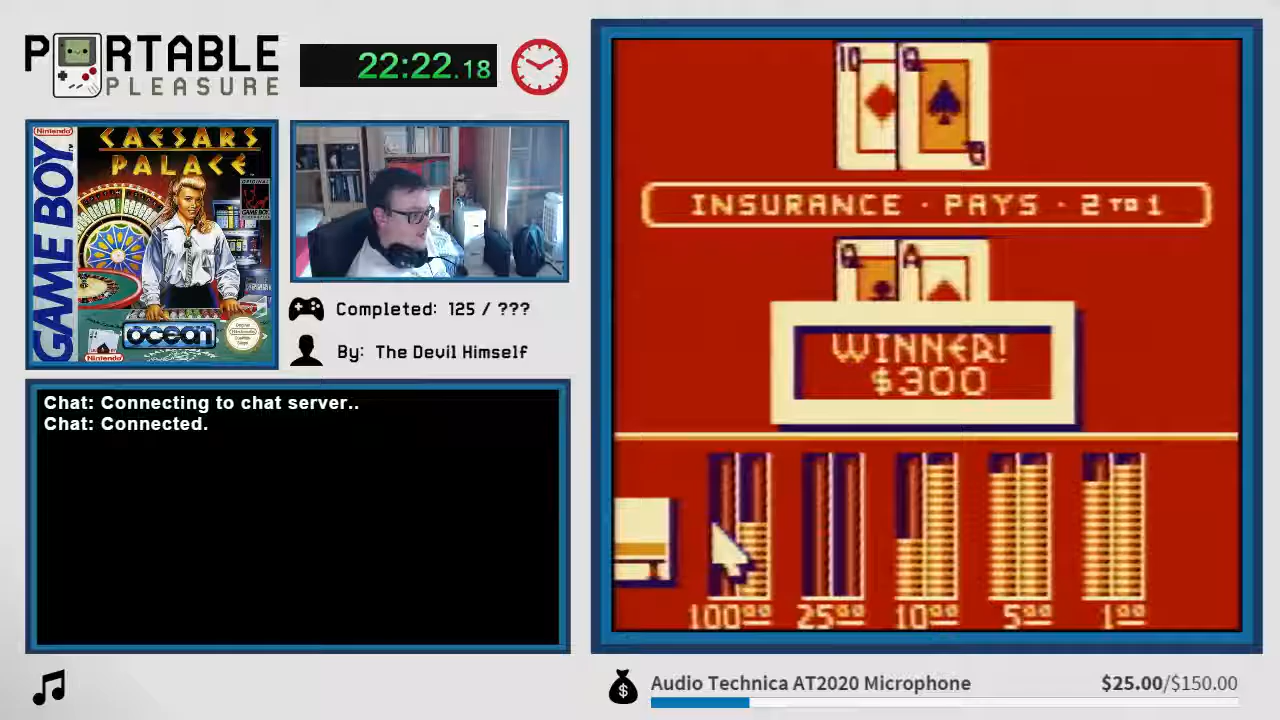 PORTABLE
PLEASURE
22:22.18
Nintendo
CAESARS
PALACE
GAME BOY
ocean
Nintendo
Completed: 125 / ???
By: The Devil Himself
Chat: Connecting to chat server..
Chat: Connected.
10 Q
Q
INSURANCE · PAYS · 2 TO 1
Q A
WINNER!
$300
100.00 25.00 10.00 5.00 1.00
Audio Technica AT2020 Microphone
$25.00/$150.00